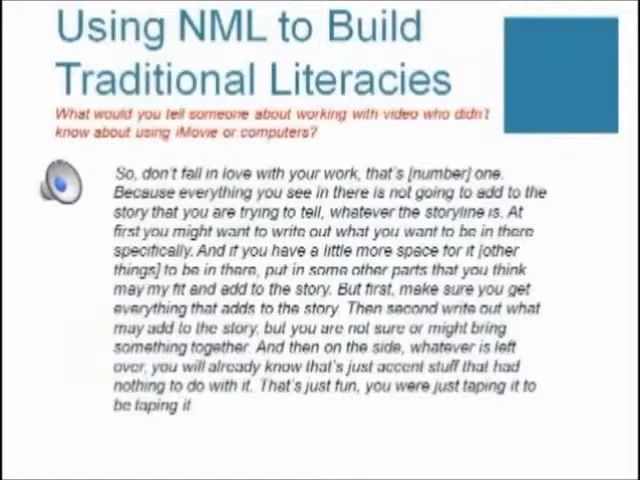 Using NML to Build
Traditional Literacies
What would you tell someone about working with video who didn't
know about using iMovie or computers?
So, don't fall in love with your work, that's [number] one.
Because everything you see in there is not going to add to the
story that you are trying to tell, whatever the storyline is. At
first you might want to write out what you want to be in there
specifically. And if you have a little more space for it [other
things] to be in there, put in some other parts that you think
may my fit and add to the story. But first, make sure you get
everything that adds to the story. Then second write out what
may add to the story, but you are not sure or might bring
something together. And then on the side, whatever is left
over, you will already know that's just accent stuff that had
nothing to do with it. That's just fun, you were just taping it to
be taping it